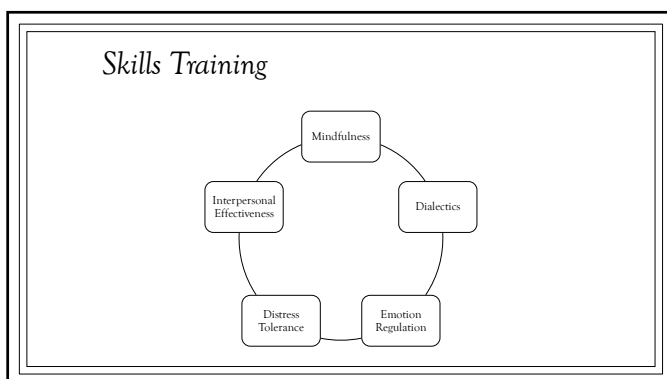 Skills Training
Mindfulness
Dialectics
Emotion
Regulation
Distress
Tolerance
Interpersonal
Effectiveness